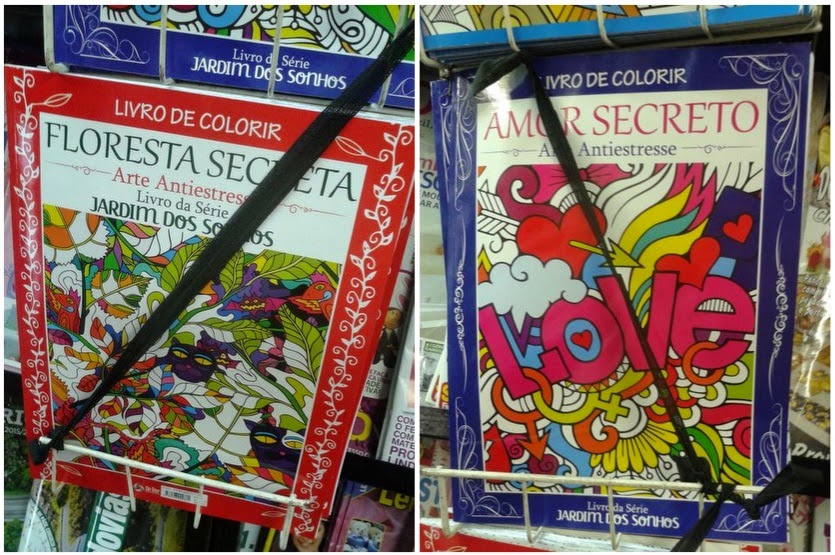 Livro da Série
JARDIM DOS SONHOS
LIVRO DE COLORIR
FLORESTA SECRETA
Arte Antiestresse
Livro da Série
JARDIM DOS SONHOS
LIVRO DE COLORIR
AMOR SECRETO
Arte Antiestresse
LOVE
Livro da Série
JARDIM DOS SONHOS